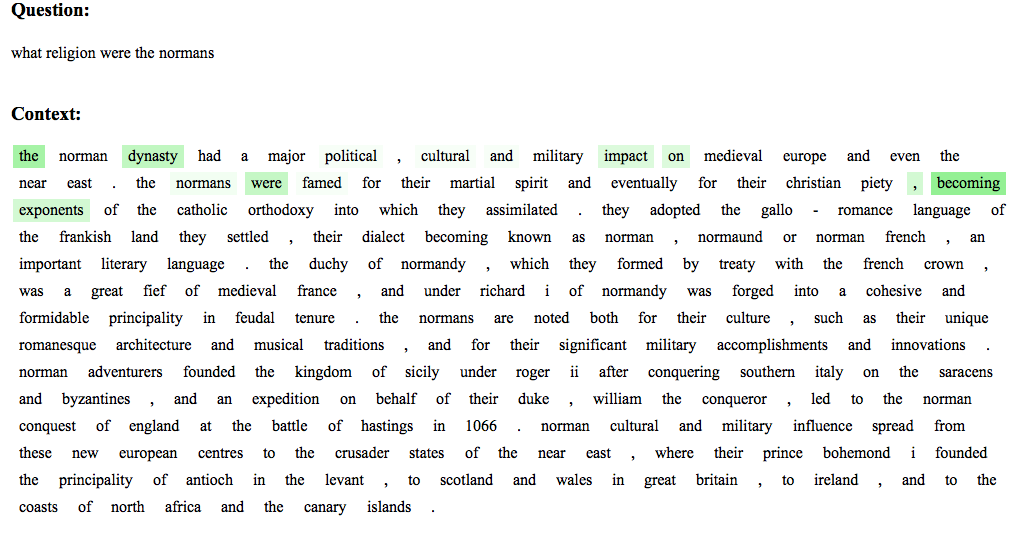 Question:
what religion were the normans
Context:
the norman dynasty had a major political , cultural and military impact on medieval europe and even the
near east . the normans were famed for their martial spirit and eventually for their christian piety , becoming
exponents of the catholic orthodoxy into which they assimilated . they adopted the gallo - romance language of
the frankish land they settled , their dialect becoming known as norman , normaund or norman french , an
important literary language . the duchy of normandy , which they formed by treaty with the french crown ,
was a great fief of medieval france , and under richard i of normandy was forged into a cohesive and
formidable principality in feudal tenure . the normans are noted both for their culture , such as their unique
romanesque architecture and musical traditions , and for their significant military accomplishments and innovations .
norman adventurers founded the kingdom of sicily under roger ii after conquering southern italy on the saracens
and byzantines , and an expedition on behalf of their duke , william the conqueror , led to the norman
conquest of england at the battle of hastings in 1066 . norman cultural and military influence spread from
these new european centres to the crusader states of the near east , where their prince bohemond i founded
the principality of antioch in the levant , to scotland and wales in great britain , to ireland , and to the
coasts of north africa and the canary islands .